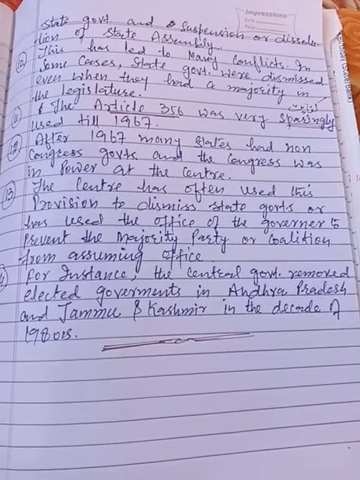 Impressions
state govt. and & Suspension or dissolu-
tion of State Assembly.
This has led to Many Conflicts. In
Some Cases, State govt. were dismissed
even when they had a majority in
the legislature.
& The Article 356 was very sparingly
used till 1967.
After 1967 many states had non
Congress govts. and the Congress was
in Power at the Centre.
(13) The Centre has often used this
Provision to dismiss state govts or
has used the office of the governer to
prevent the Majority Party or coalition
from assuming office.
For Instance, the central govt. removed
elected goverments in Andhra Pradesh
and Jammu & Kashmir in the decade of
1980s.